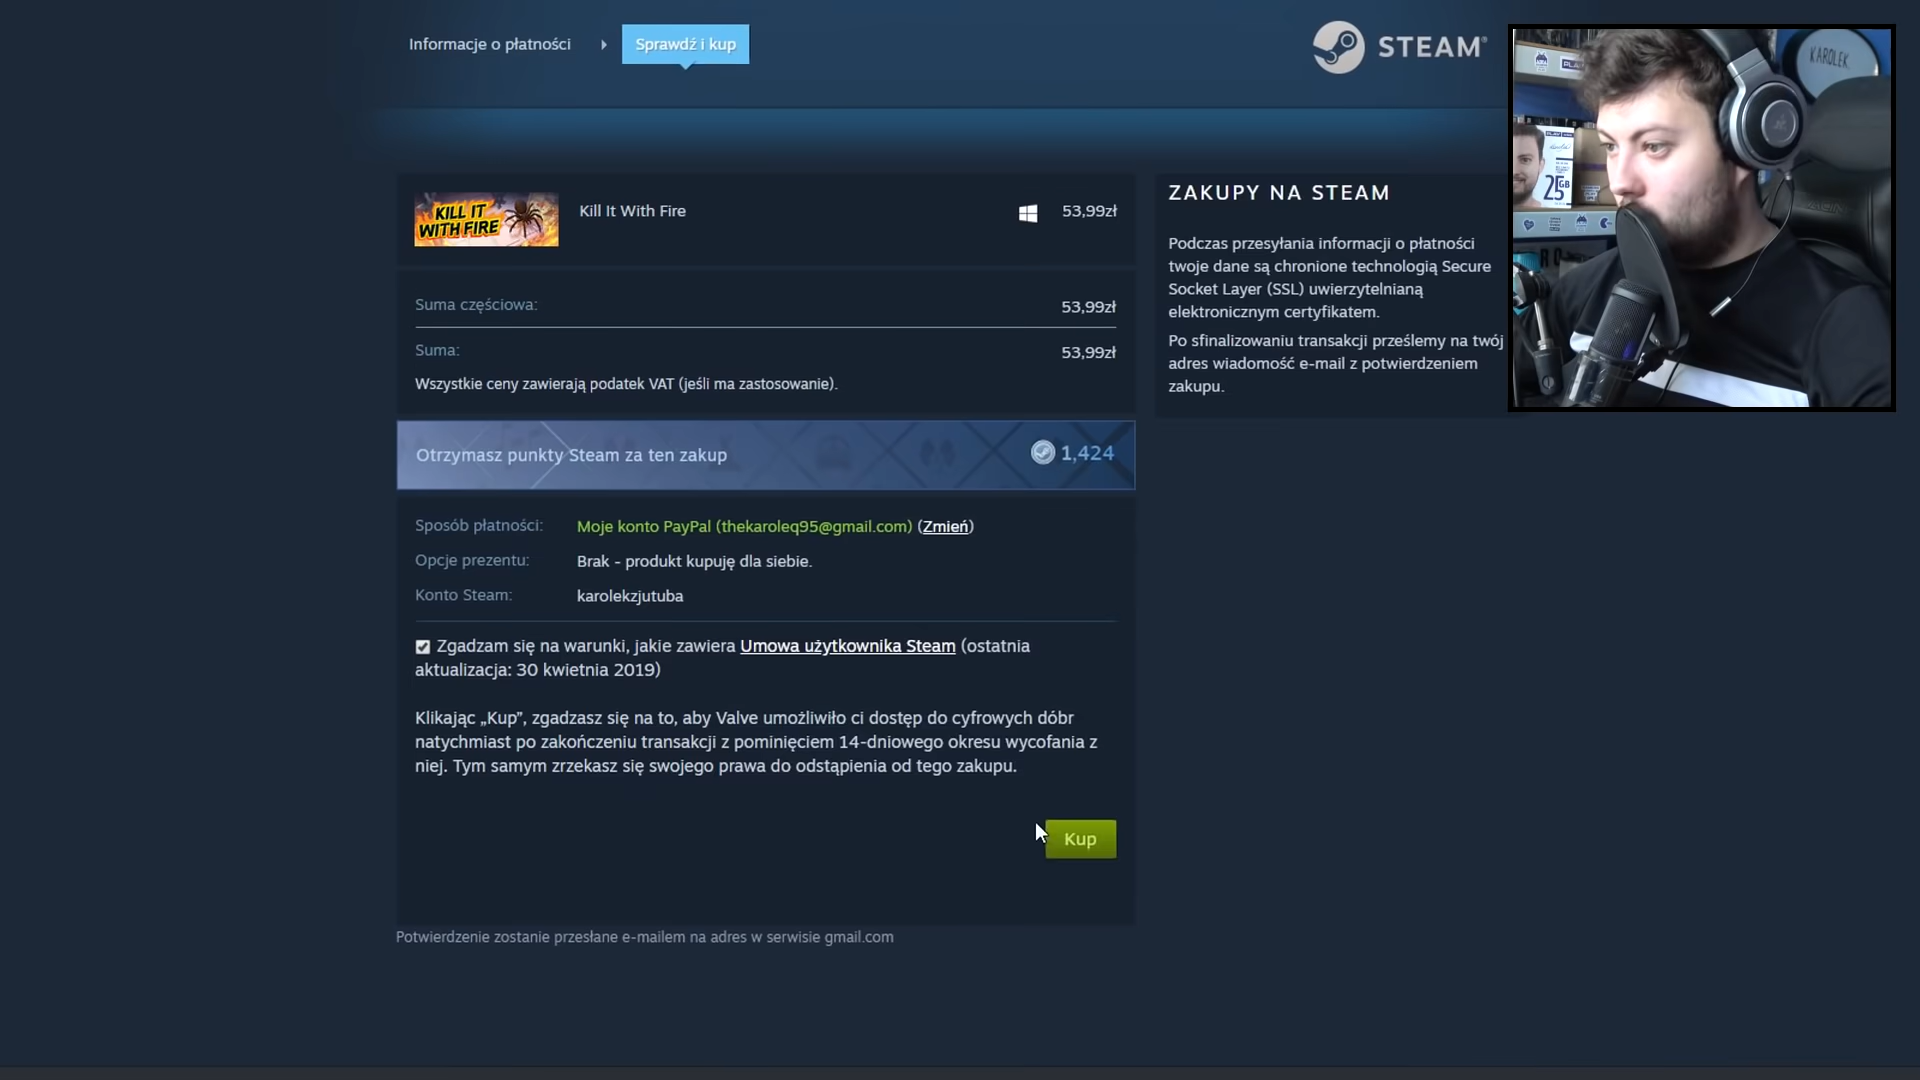 Informacje o płatności
Sprawdź i kup
STEAM®
KAROLEK
PLAY
Kill It With Fire
53,99zł
KILL IT
WITH FIRE
ZAKUPY NA STEAM
25GB
Suma częściowa:
53,99zł
Suma:
53,99zł
Wszystkie ceny zawierają podatek VAT (jeśli ma zastosowanie).
Podczas przesyłania informacji o płatności
twoje dane są chronione technologią Secure
Socket Layer (SSL) uwierzytelnianą
elektronicznym certyfikatem.
Po sfinalizowaniu transakcji prześlemy na twój
adres wiadomość e-mail z potwierdzeniem
zakupu.
Otrzymasz punkty Steam za ten zakup
1,424
Sposób płatności:
Moje konto PayPal (thekaroleq95@gmail.com) (Zmień)
Opcje prezentu:
Brak - produkt kupuję dla siebie.
Konto Steam:
karolekzjutuba
Zgadzam się na warunki, jakie zawiera Umowa użytkownika Steam (ostatnia
aktualizacja: 30 kwietnia 2019)
Klikając „Kup”, zgadzasz się na to, aby Valve umożliwiło ci dostęp do cyfrowych dóbr
natychmiast po zakończeniu transakcji z pominięciem 14-dniowego okresu wycofania z
niej. Tym samym zrzekasz się swojego prawa do odstąpienia od tego zakupu.
Kup
Potwierdzenie zostanie przesłane e-mailem na adres w serwisie gmail.com